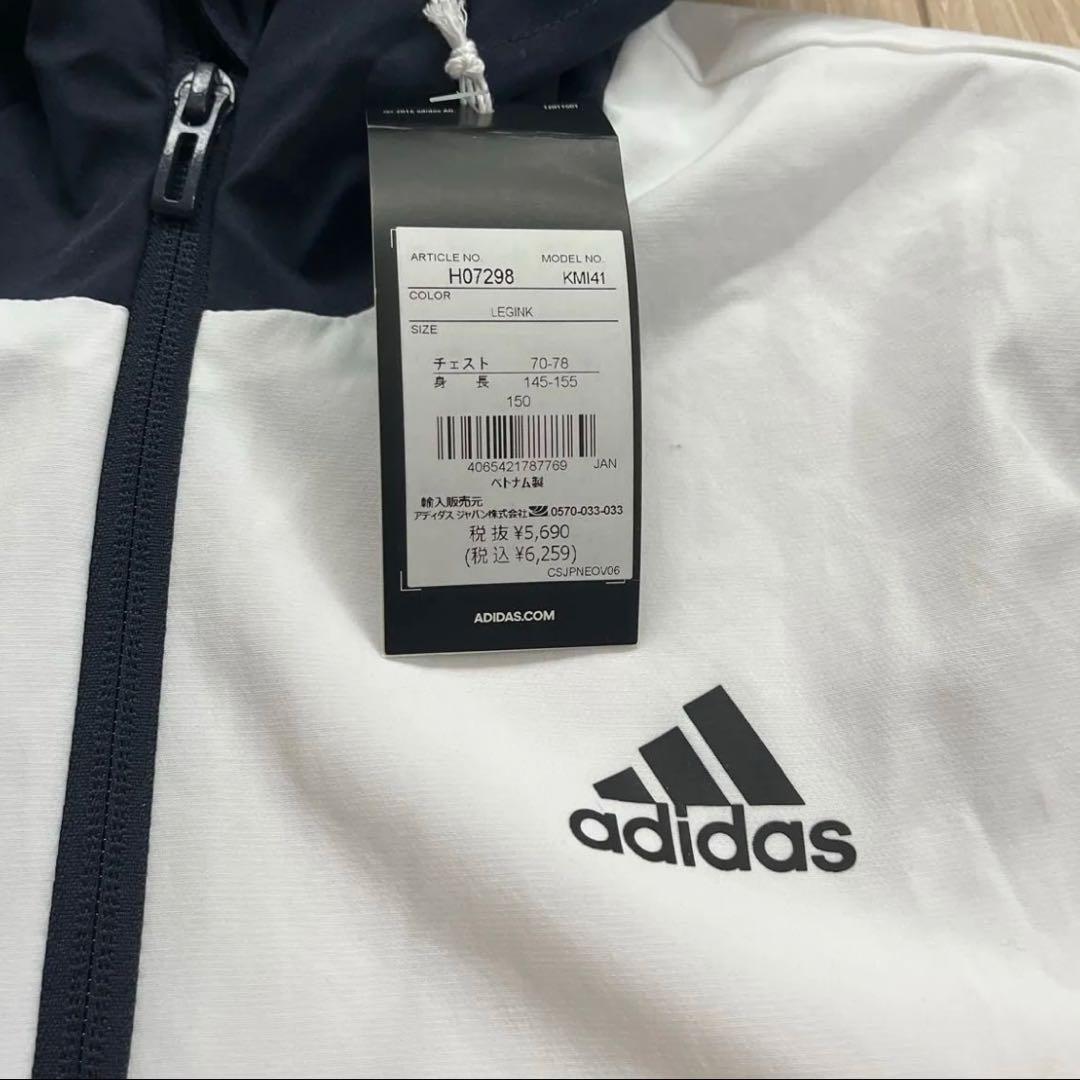 ARTICLE NO. MODEL NO.
H07298 KMI41
COLOR
LEGINK
SIZE
チェスト 70-78
身 長 145-155
150
4065421787769 JAN
ベトナム製
輸入販売元
アディダス ジャパン株式会社 0570-033-033
税 抜 ¥5,690
(税 込 ¥6,259)
CSJPNEOV06
ADIDAS.COM
adidas